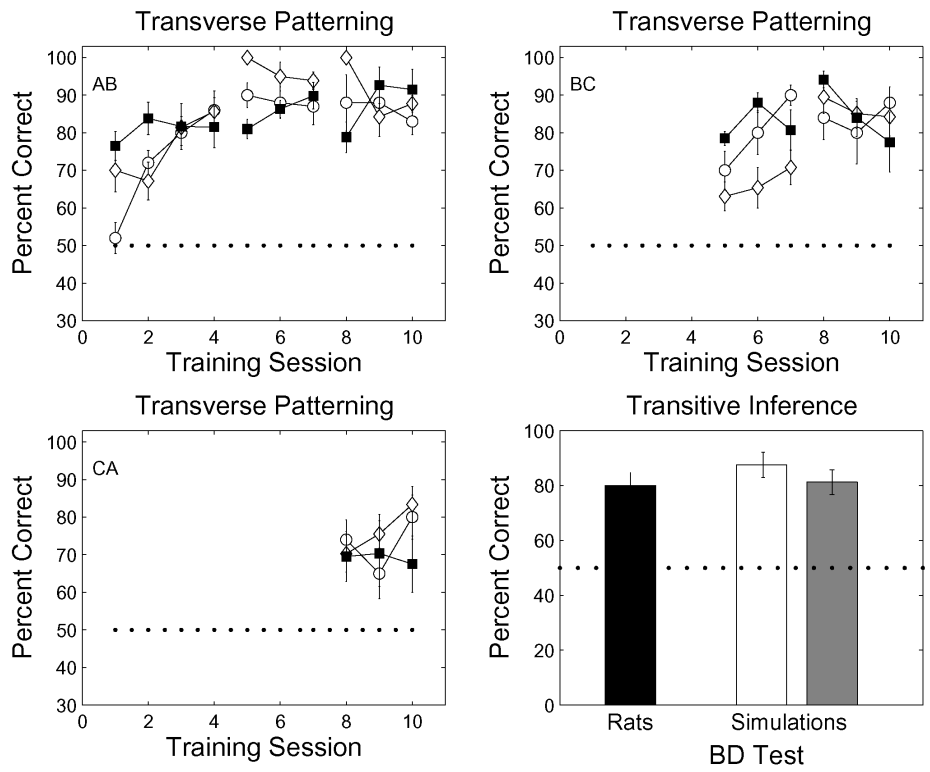 Transverse Patterning
AB
Percent Correct
100
90
80
70
60
50
40
30
0 2 4 6 8 10
Training Session
Transverse Patterning
BC
Percent Correct
100
90
80
70
60
50
40
30
0 2 4 6 8 10
Training Session
Transverse Patterning
CA
Percent Correct
100
90
80
70
60
50
40
30
0 2 4 6 8 10
Training Session
Transitive Inference
Percent Correct
100
80
60
40
20
0
Rats Simulations
BD Test